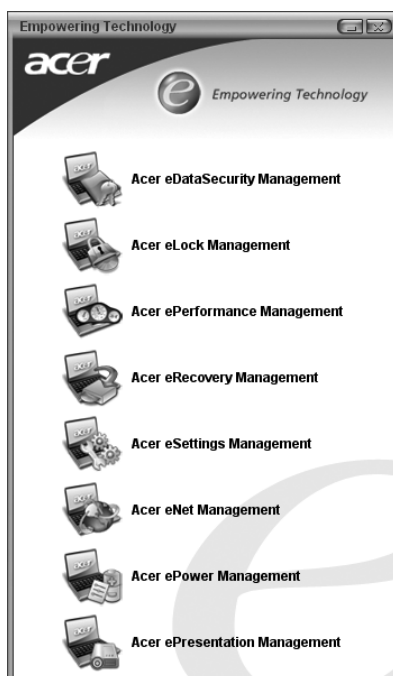 Empowering Technology
acer
e Empowering Technology
Acer eDataSecurity Management
Acer eLock Management
Acer ePerformance Management
Acer eRecovery Management
Acer eSettings Management
Acer eNet Management
Acer ePower Management
Acer ePresentation Management